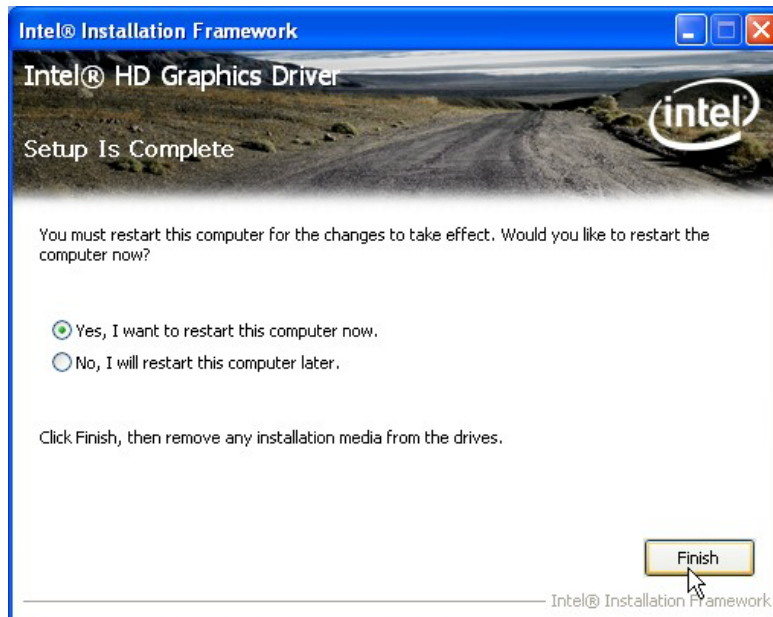 Intel® Installation Framework
Intel® HD Graphics Driver
intel
Setup Is Complete
You must restart this computer for the changes to take effect. Would you like to restart the
computer now?
Yes, I want to restart this computer now.
No, I will restart this computer later.
Click Finish, then remove any installation media from the drives.
Finish
Intel® Installation Framework